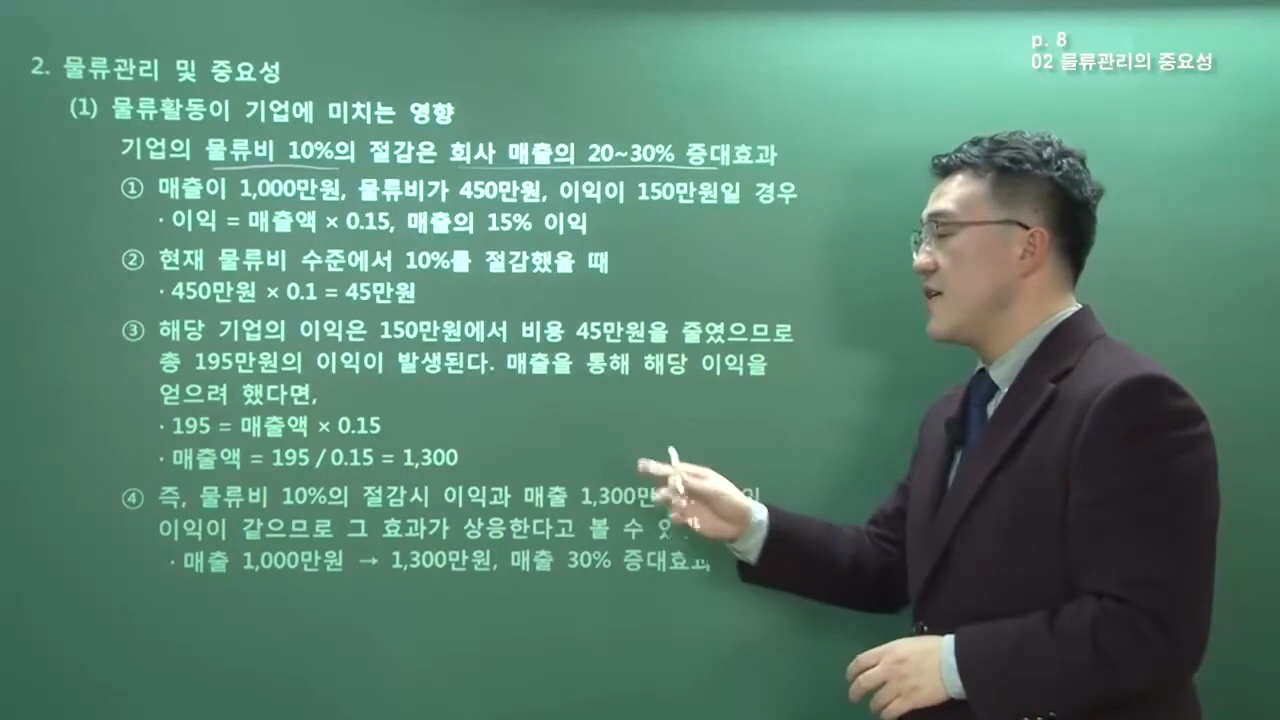 p. 8
02 물류관리의 중요성
2. 물류관리 및 중요성
(1) 물류활동이 기업에 미치는 영향
기업의 물류비 10%의 절감은 회사 매출의 20~30% 증대효과
① 매출이 1,000만원, 물류비가 450만원, 이익이 150만원일 경우
· 이익 = 매출액 × 0.15, 매출의 15% 이익
② 현재 물류비 수준에서 10%를 절감했을 때
· 450만원 × 0.1 = 45만원
③ 해당 기업의 이익은 150만원에서 비용 45만원을 줄였으므로
총 195만원의 이익이 발생된다. 매출을 통해 해당 이익을
얻으려 했다면,
· 195 = 매출액 × 0.15
· 매출액 = 195 / 0.15 = 1,300
④ 즉, 물류비 10%의 절감시 이익과 매출
이익이 같으므로 그 효과가 상응한다고 볼 수
· 매출 1,000만원 → 1,300만원, 매출 30% 증대효과